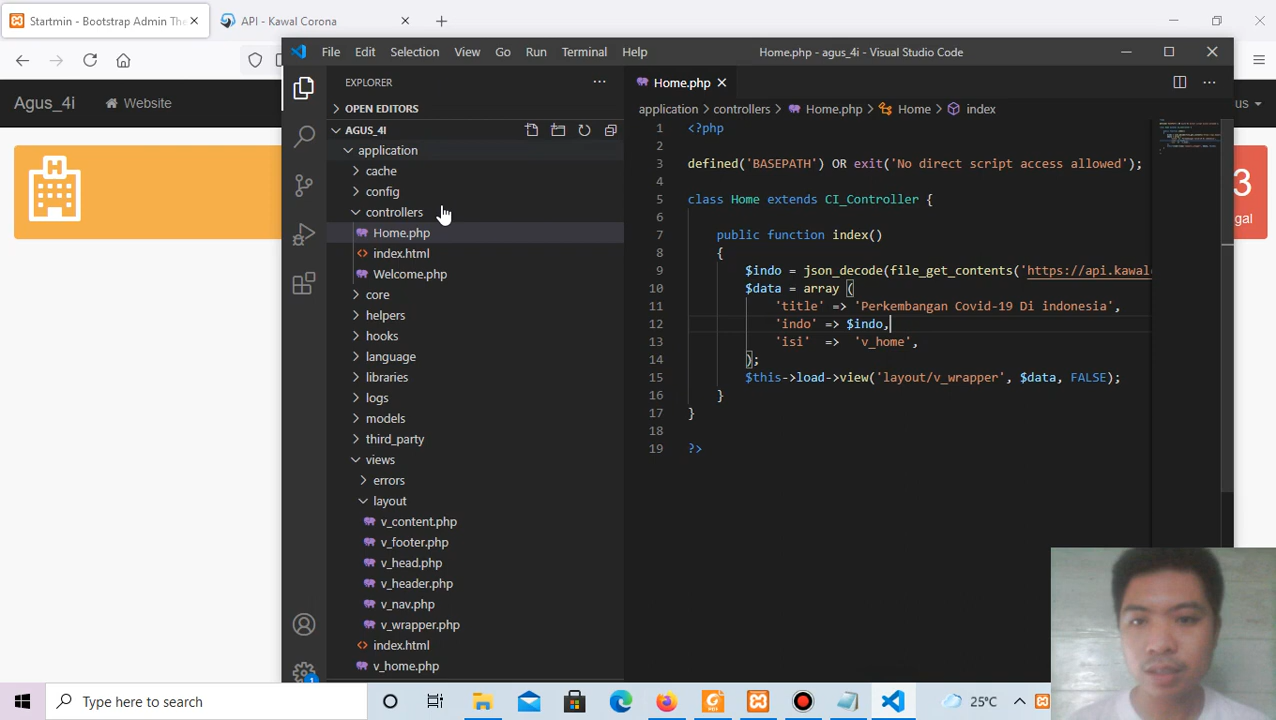 Startmin - Bootstrap Admin The
API - Kawal Corona
Agus_4i
Website
us
3
gal
File Edit Selection View Go Run Terminal Help
Home.php - agus_4i - Visual Studio Code
EXPLORER
OPEN EDITORS
AGUS_4I
application
cache
config
controllers
Home.php
index.html
Welcome.php
core
helpers
hooks
language
libraries
logs
models
third_party
views
errors
layout
v_content.php
v_footer.php
v_head.php
v_header.php
v_nav.php
v_wrapper.php
index.html
v_home.php
1
Home.php
application > controllers > Home.php > Home > index
1 <?php
2
3 defined('BASEPATH') OR exit('No direct script access allowed');
4
5 class Home extends CI_Controller {
6
7 public function index()
8 {
9 $indo = json_decode(file_get_contents('https://api.kawal
10 $data = array (
11 'title' => 'Perkembangan Covid-19 Di indonesia',
12 'indo' => $indo,
13 'isi' => 'v_home',
14 );
15 $this->load->view('layout/v_wrapper', $data, FALSE);
16 }
17 }
18
19 ?>
Type here to search
25°C